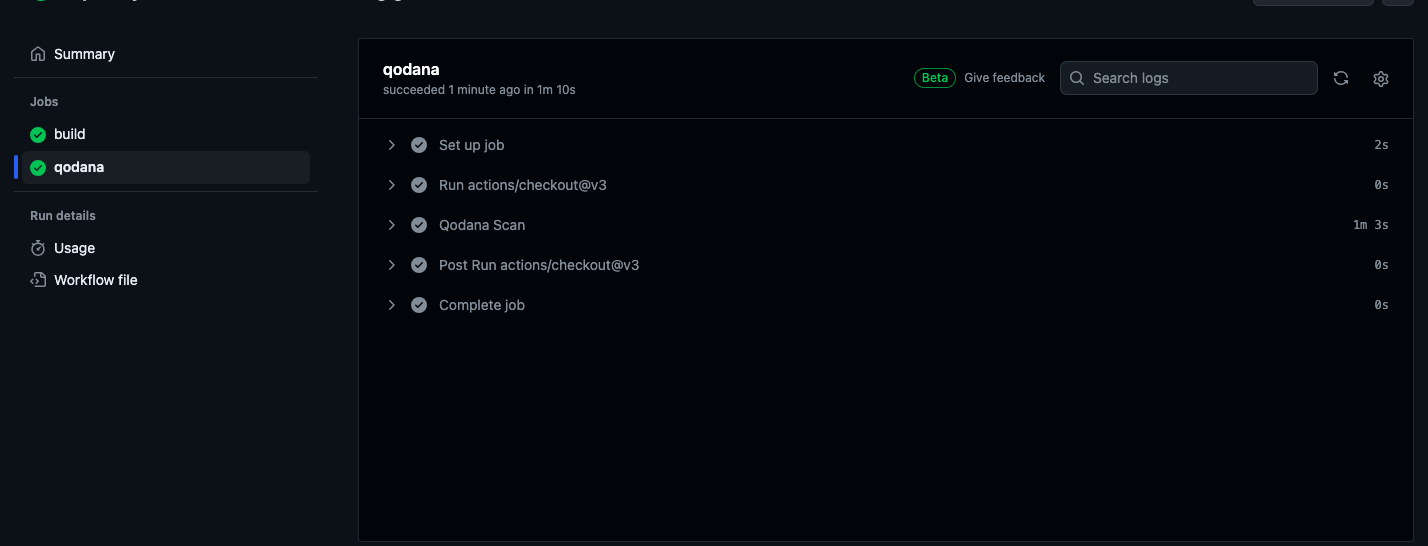 Summary
Jobs
build
qodana
Run details
Usage
Workflow file
qodana
succeeded 1 minute ago in 1m 10s
Beta
Give feedback
Search logs
Set up job 2s
Run actions/checkout@v3 0s
Qodana Scan 1m 3s
Post Run actions/checkout@v3 0s
Complete job 0s